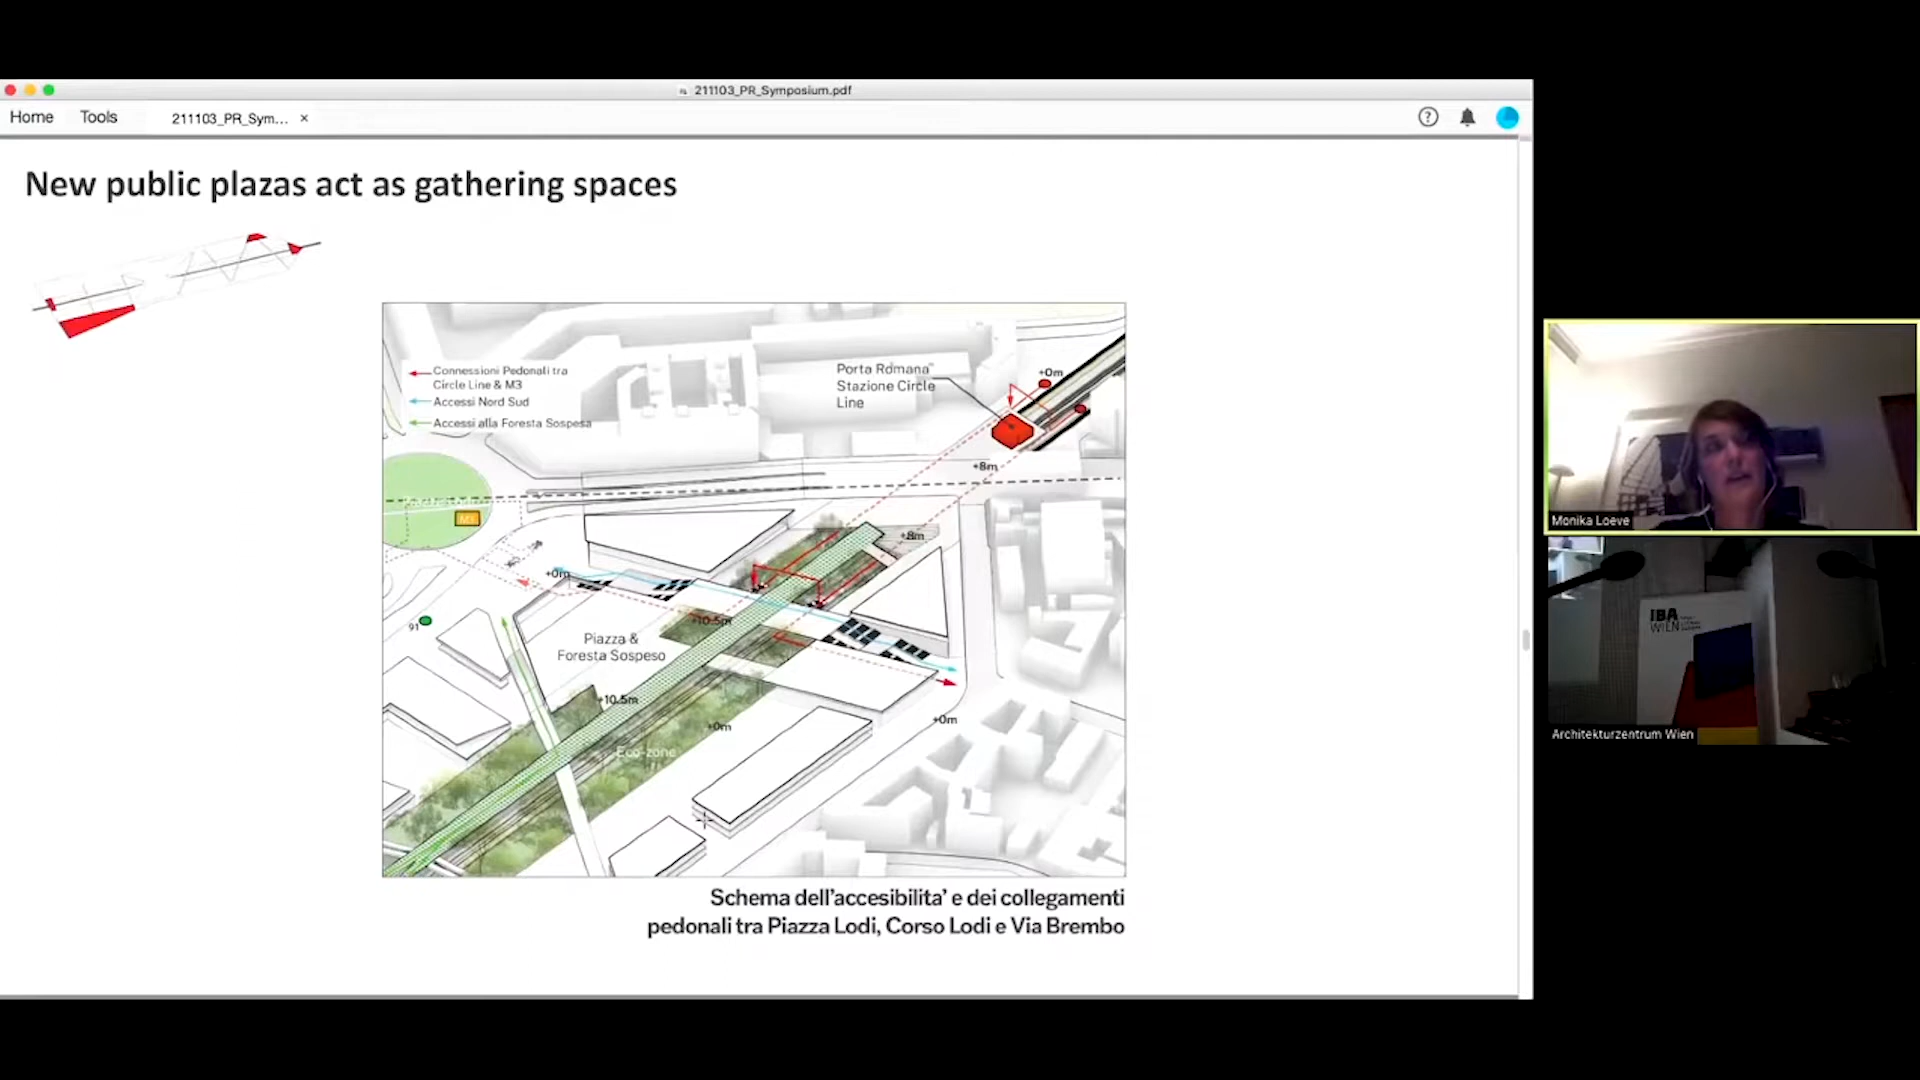 211103_PR_Symposium.pdf
Home
Tools
211103_PR_Sym... ×
New public plazas act as gathering spaces
Connessioni Pedonali tra
Circle Line & M3
Accessi Nord Sud
Accessi alla Foresta Sospesa
Porta Romana
Stazione Circle
Line
+0m
+8m
M3
+8m
+0m
91
+10.5m
Piazza &
Foresta Sospeso
+10.5m
+0m
+0m
Eco-zone
Schema dell'accesibilita' e dei collegamenti
pedonali tra Piazza Lodi, Corso Lodi e Via Brembo
Monika Loeve
IBA
WIEN
Architekturzentrum Wien